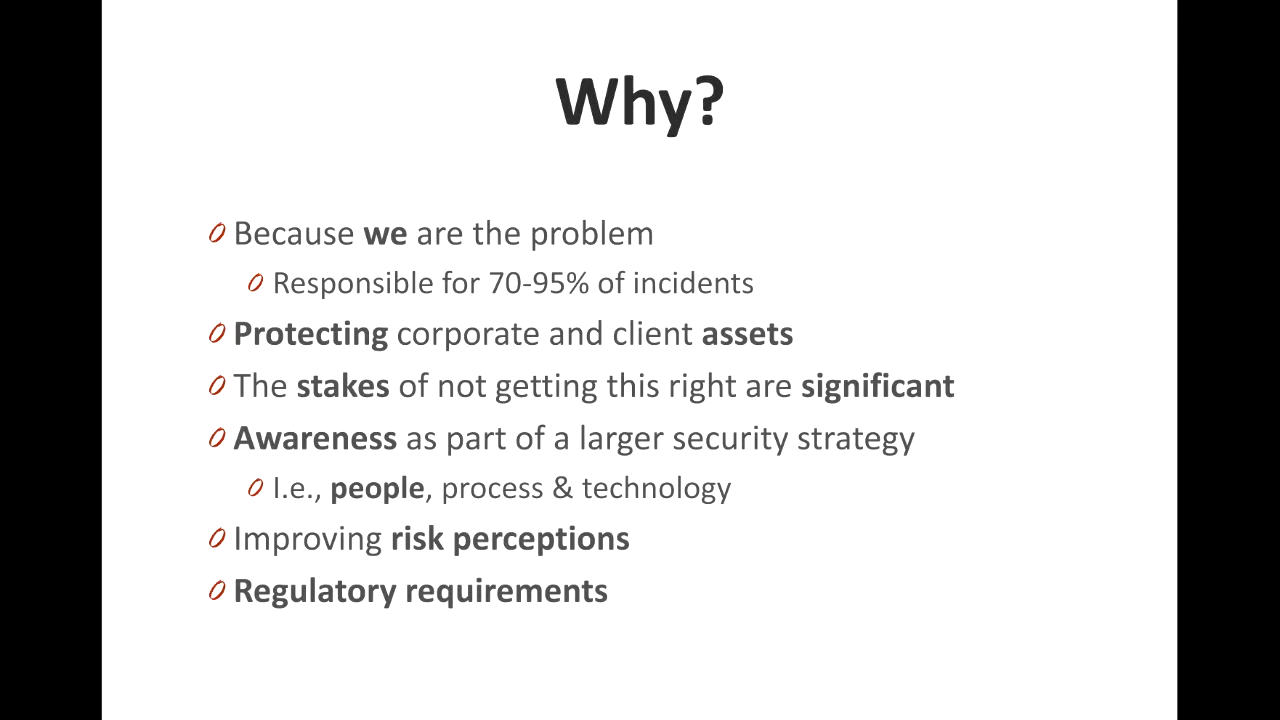 Why?
Because we are the problem
Responsible for 70-95% of incidents
Protecting corporate and client assets
The stakes of not getting this right are significant
Awareness as part of a larger security strategy
I.e., people, process & technology
Improving risk perceptions
Regulatory requirements